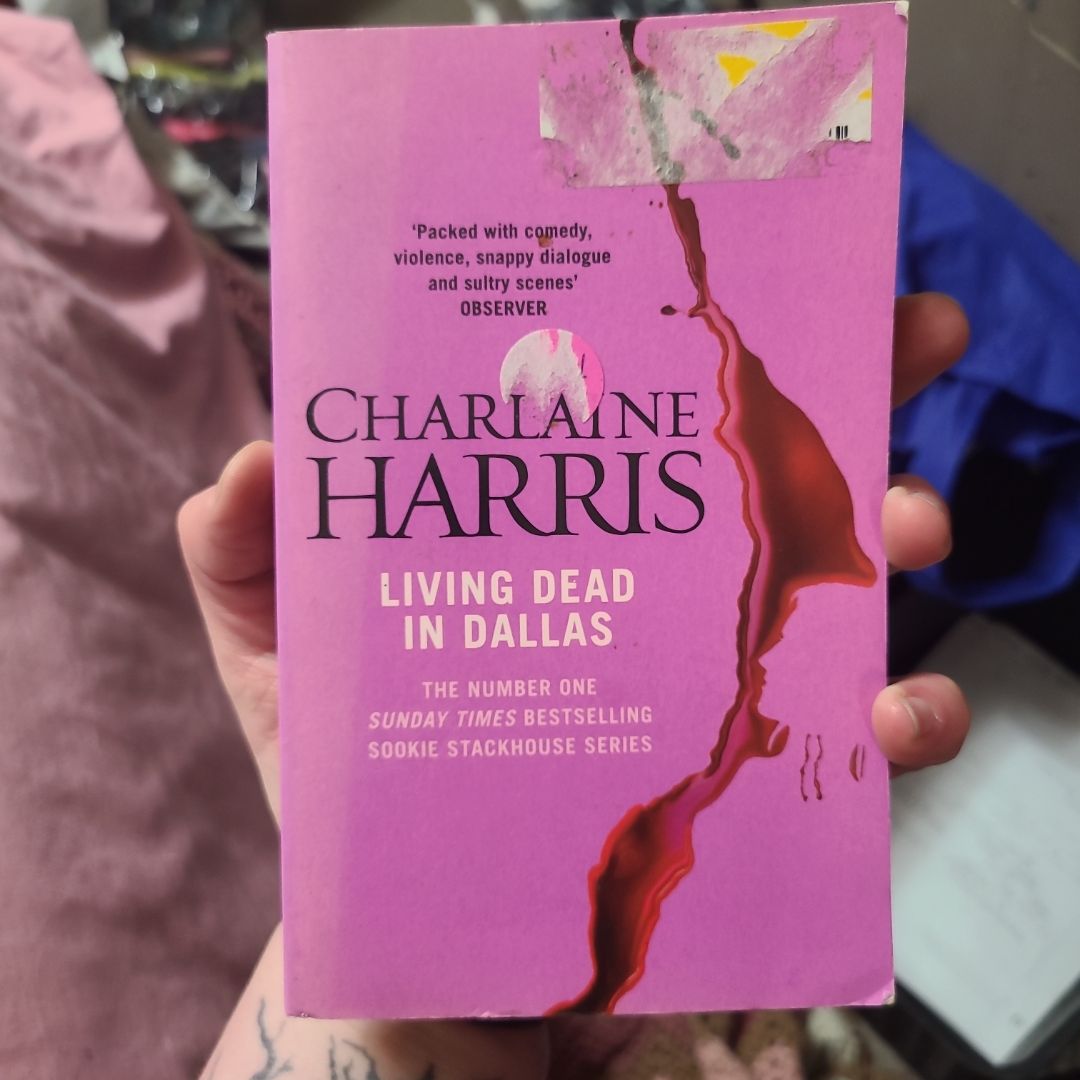 ‘Packed with comedy,
violence, snappy dialogue
and sultry scenes’
OBSERVER
CHARLAINE
HARRIS
LIVING DEAD
IN DALLAS
THE NUMBER ONE
SUNDAY TIMES BESTSELLING
SOOKIE STACKHOUSE SERIES